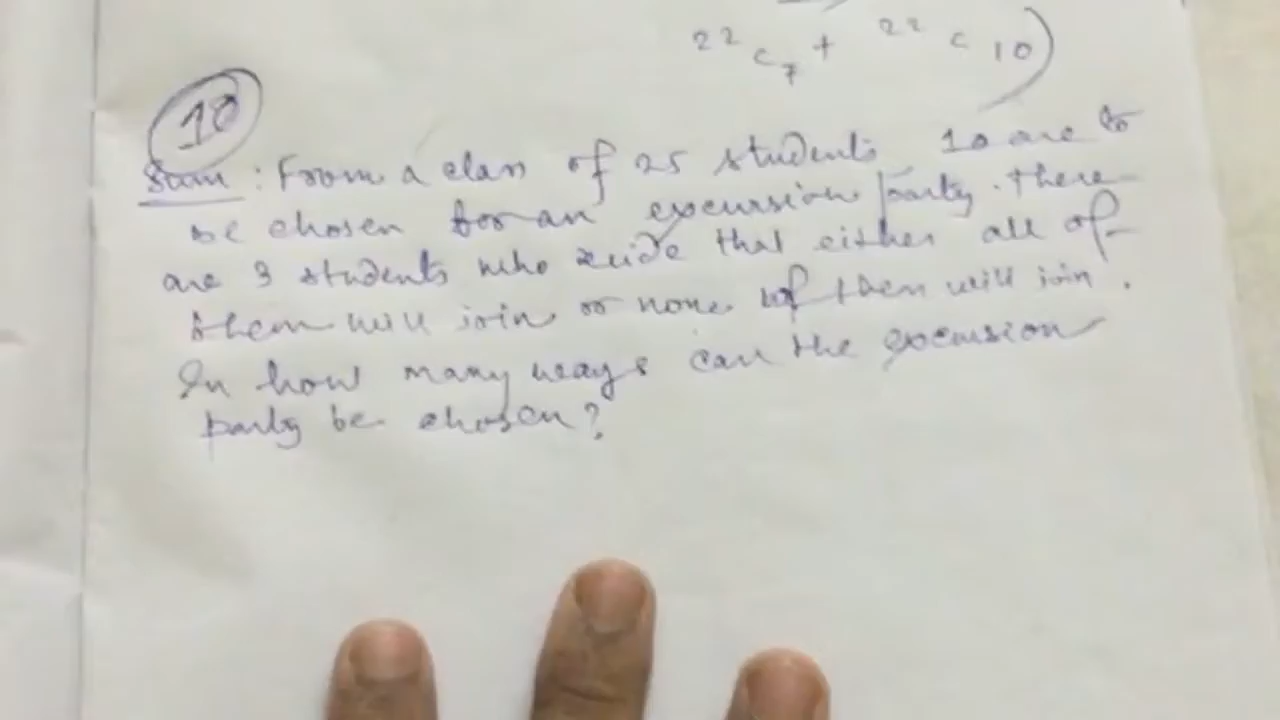 22c7 + 22c10)
10
Sum : From a class of 25 students 10 are to
be chosen for an excursion party. There
are 3 students who decide that either all of
them will join or none of them will join.
In how many ways can the excursion
party be chosen?